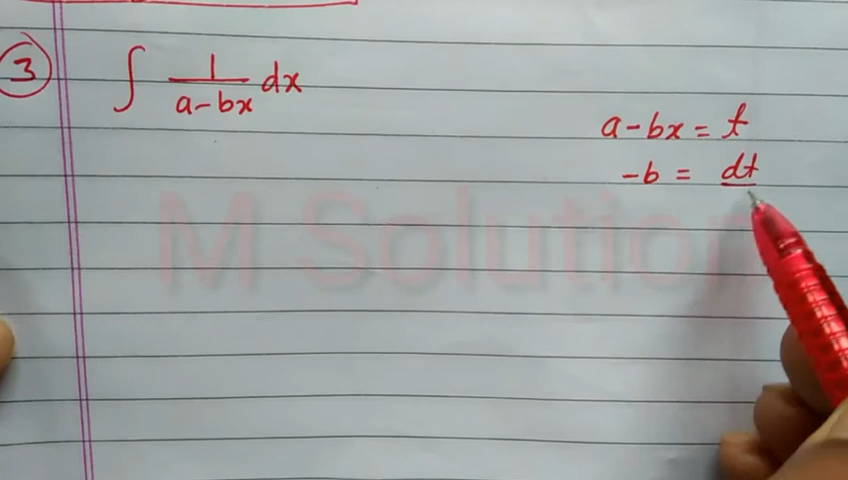 3 ∫ 1/(a-bx) dx
a-bx = t
-b = dt
M Solution